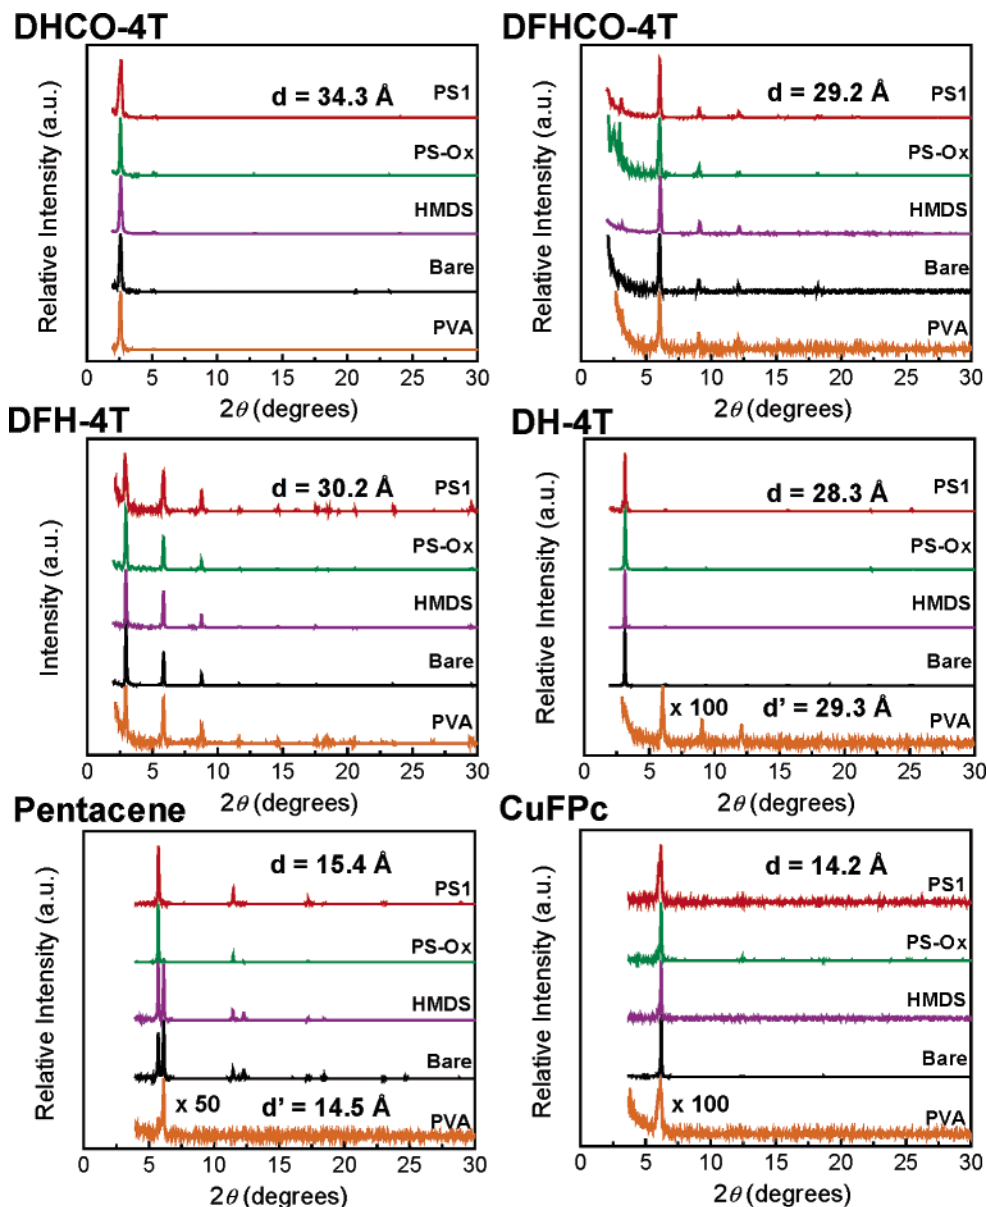 DHCO-4T
Relative Intensity (a.u.)
d = 34.3 Å
PS1
PS-Ox
HMDS
Bare
PVA
0 5 10 15 20 25 30
2θ (degrees)
DFHCO-4T
Relative Intensity (a.u.)
d = 29.2 Å
PS1
PS-Ox
HMDS
Bare
PVA
0 5 10 15 20 25 30
2θ (degrees)
DFH-4T
Intensity (a.u.)
d = 30.2 Å
PS1
PS-Ox
HMDS
Bare
PVA
0 5 10 15 20 25 30
2θ (degrees)
DH-4T
Relative Intensity (a.u.)
d = 28.3 Å
PS1
PS-Ox
HMDS
Bare
x 100 d' = 29.3 Å
PVA
0 5 10 15 20 25 30
2θ (degrees)
Pentacene
Relative Intensity (a.u.)
d = 15.4 Å
PS1
PS-Ox
HMDS
Bare
x 50 d' = 14.5 Å
PVA
0 5 10 15 20 25 30
2θ (degrees)
CuFPc
Relative Intensity (a.u.)
d = 14.2 Å
PS1
PS-Ox
HMDS
Bare
x 100
PVA
0 5 10 15 20 25 30
2θ (degrees)